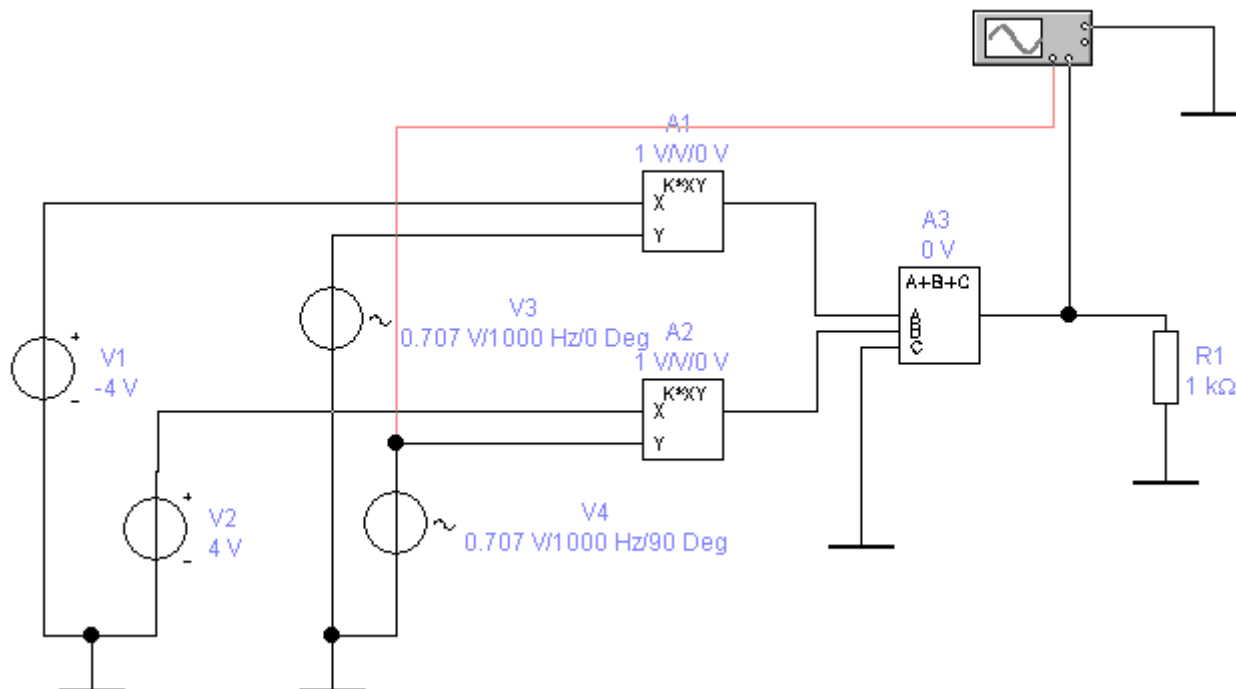 A1
1 V/V/0 V
K*XY
X
Y
A3
0 V
A+B+C
A
B
C
V3
0.707 V/1000 Hz/0 Deg
A2
1 V/V/0 V
K*XY
X
Y
V1
-4 V
+
-
R1
1 kΩ
V2
4 V
+
-
V4
0.707 V/1000 Hz/90 Deg